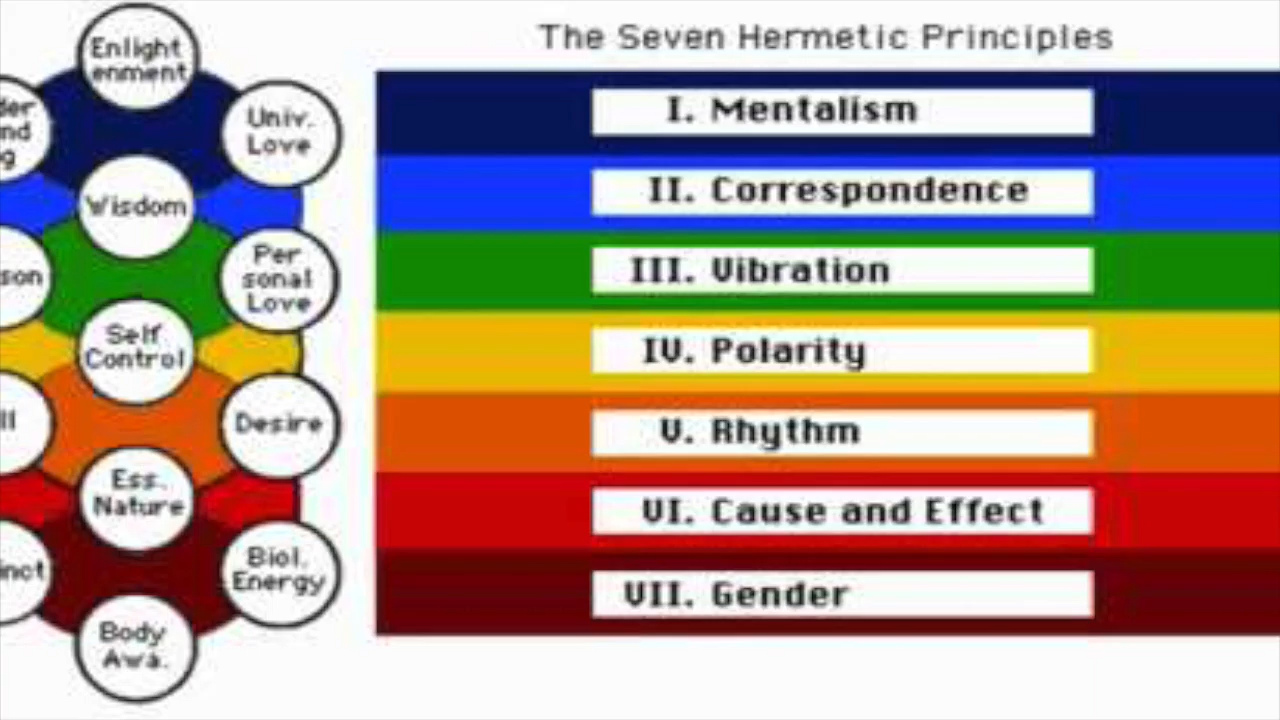 The Seven Hermetic Principles
I. Mentalism
II. Correspondence
III. Vibration
IV. Polarity
V. Rhythm
VI. Cause and Effect
VII. Gender
Enlight
enment
Univ.
Love
Wisdom
Per
sonal
Love
Self
Control
Desire
Ess.
Nature
Biol.
Energy
Body
Awa.